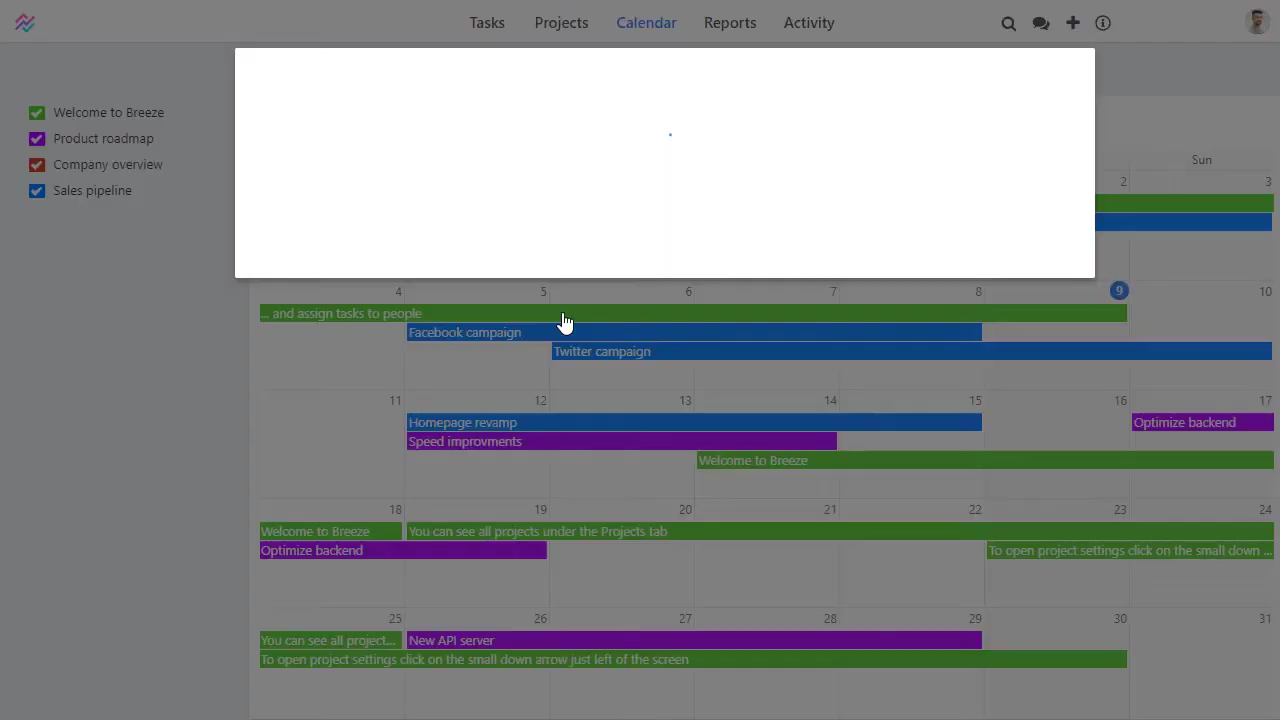 Tasks Projects Calendar Reports Activity
Welcome to Breeze
Product roadmap
Company overview
Sales pipeline
Sun
2 3
4 5 6 7 8 9 10
... and assign tasks to people
Facebook campaign
Twitter campaign
11 12 13 14 15 16 17
Homepage revamp Optimize backend
Speed improvments
Welcome to Breeze
18 19 20 21 22 23 24
Welcome to Breeze You can see all projects under the Projects tab
Optimize backend To open project settings click on the small down ...
25 26 27 28 29 30 31
You can see all project... New API server
To open project settings click on the small down arrow just left of the screen